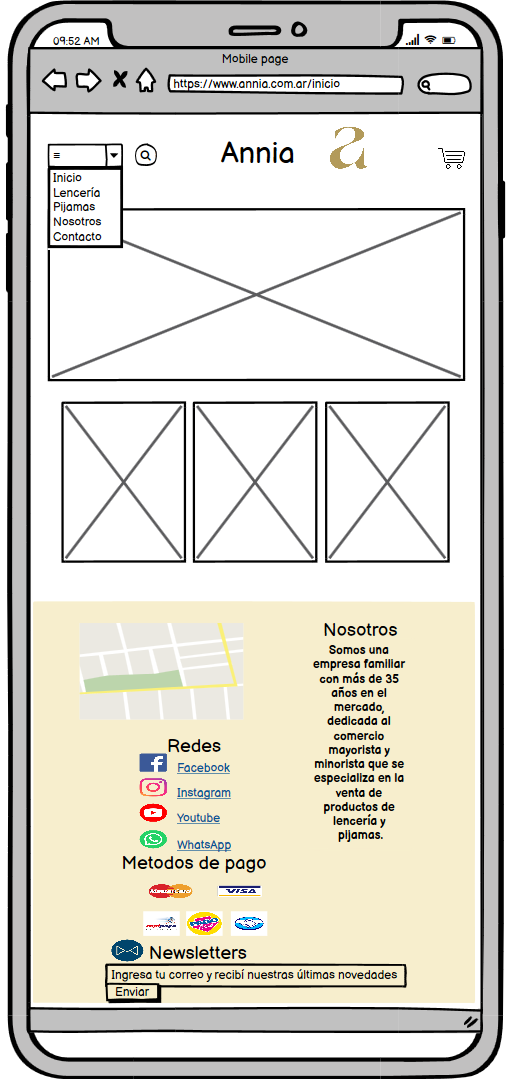 09:52 AM
Mobile page
https://www.annia.com.ar/inicio
Annia
a
Inicio
Lencería
Pijamas
Nosotros
Contacto
Nosotros
Somos una
empresa familiar
con más de 35
años en el
mercado,
dedicada al
comercio
mayorista y
minorista que se
especializa en la
venta de
productos de
lencería y
pijamas.
Redes
Facebook
Instagram
Youtube
WhatsApp
Metodos de pago
MasterCard
VISA
Newsletters
Ingresa tu correo y recibí nuestras últimas novedades
Enviar